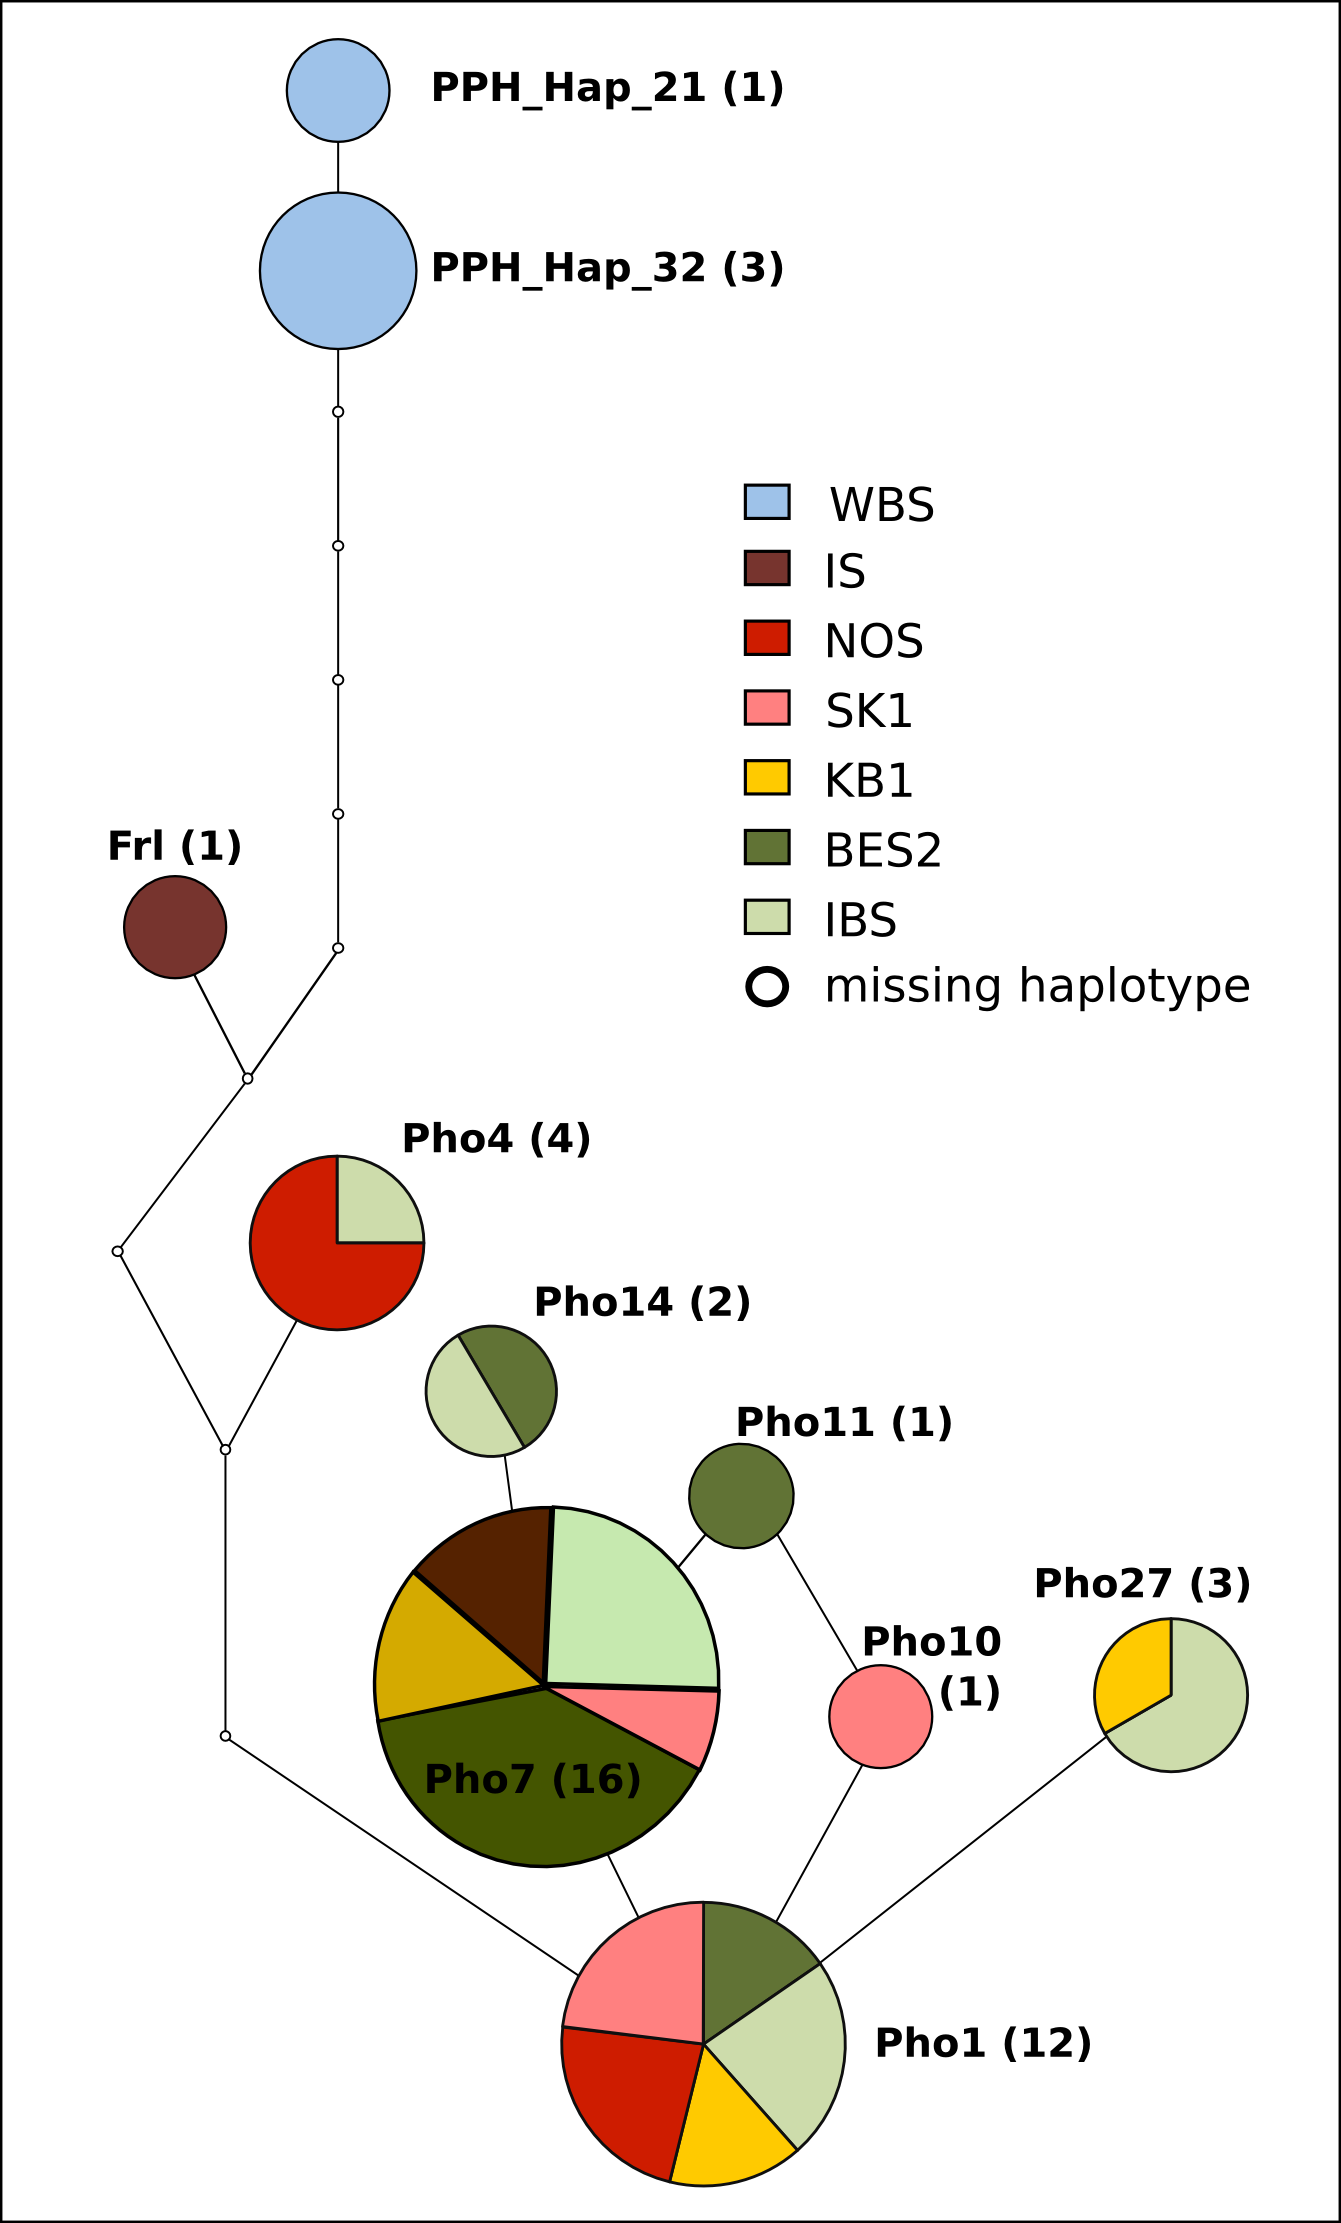 PPH_Hap_21 (1)
PPH_Hap_32 (3)
WBS
IS
NOS
SK1
KB1
BES2
IBS
missing haplotype
Frl (1)
Pho4 (4)
Pho14 (2)
Pho11 (1)
Pho27 (3)
Pho10
(1)
Pho7 (16)
Pho1 (12)